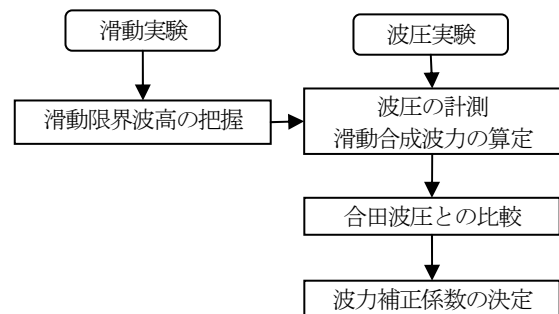 滑動実験
波圧実験
滑動限界波高の把握
波圧の計測
滑動合成波力の算定
合田波圧との比較
波力補正係数の決定